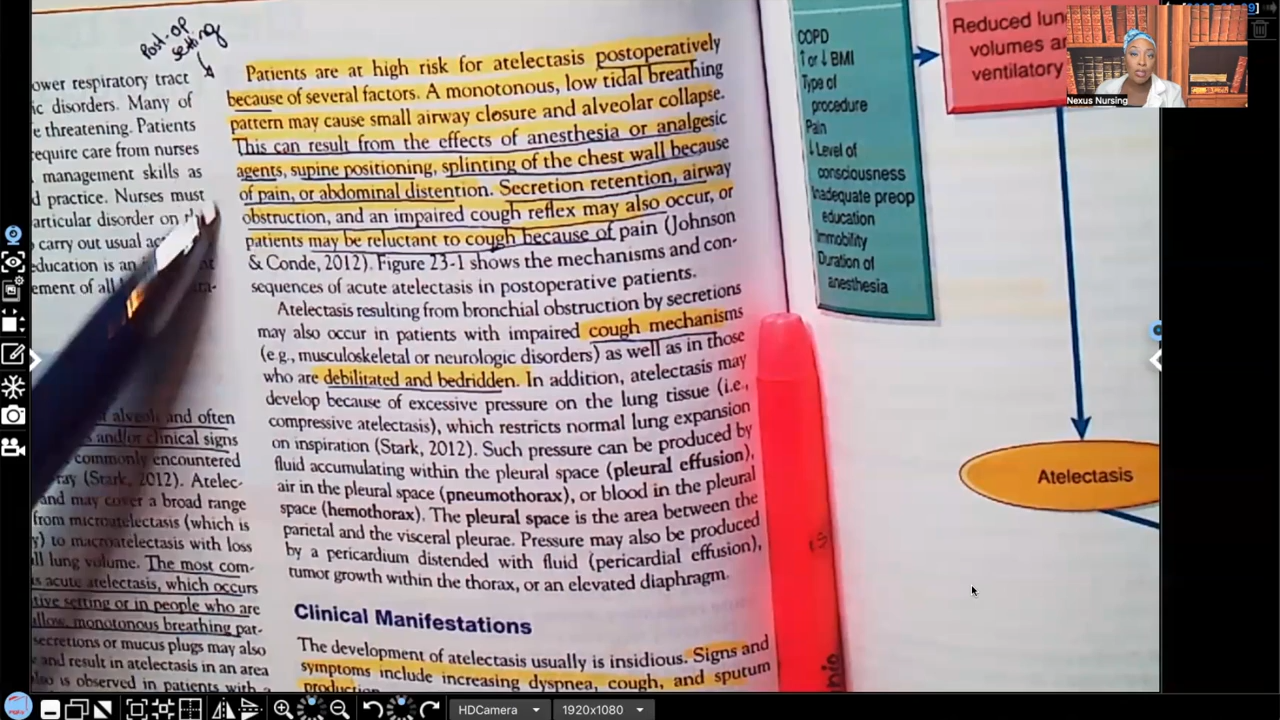 Post-op
setting
ower respiratory tract
ic disorders. Many of
e threatening. Patients
require care from nurses
management skills as
d practice. Nurses must
articular disorder on
carry out usual
education is an
ement of all
alveoli and often
and/or clinical signs
commonly encountered
ray (Stark, 2012). Atelec-
and may cover a broad range
from microatelectasis (which is
y) to macroatelectasis with loss
ll lung volume. The most com-
s acute atelectasis, which occurs
tive setting or in people who are
allow, monotonous breathing pat-
secretions or mucus plugs may also
and result in atelectasis in an area
also is observed in patients with a
Patients are at high risk for atelectasis postoperatively
because of several factors. A monotonous, low tidal breathing
pattern may cause small airway closure and alveolar collapse.
This can result from the effects of anesthesia or analgesic
agents, supine positioning, splinting of the chest wall because
of pain, or abdominal distention. Secretion retention, airway
obstruction, and an impaired cough reflex may also occur, or
patients may be reluctant to cough because of pain (Johnson
& Conde, 2012). Figure 23-1 shows the mechanisms and con-
sequences of acute atelectasis in postoperative patients.
Atelectasis resulting from bronchial obstruction by secretions
may also occur in patients with impaired cough mechanisms
(e.g., musculoskeletal or neurologic disorders) as well as in those
who are debilitated and bedridden. In addition, atelectasis may
develop because of excessive pressure on the lung tissue (i.e.,
compressive atelectasis), which restricts normal lung expansion
on inspiration (Stark, 2012). Such pressure can be produced by
fluid accumulating within the pleural space (pleural effusion),
air in the pleural space (pneumothorax), or blood in the pleural
space (hemothorax). The pleural space is the area between the
parietal and the visceral pleurae. Pressure may also be produced
by a pericardium distended with fluid (pericardial effusion),
tumor growth within the thorax, or an elevated diaphragm.
Clinical Manifestations
The development of atelectasis usually is insidious. Signs and
symptoms include increasing dyspnea, cough, and sputum
production
COPD
↑ or ↓ BMI
Type of
procedure
Pain
↓ Level of
consciousness
Inadequate preop
education
Immobility
Duration of
anesthesia
Reduced lun
volumes an
ventilatory
Atelectasis
Nexus Nursing
HDCamera
1920x1080